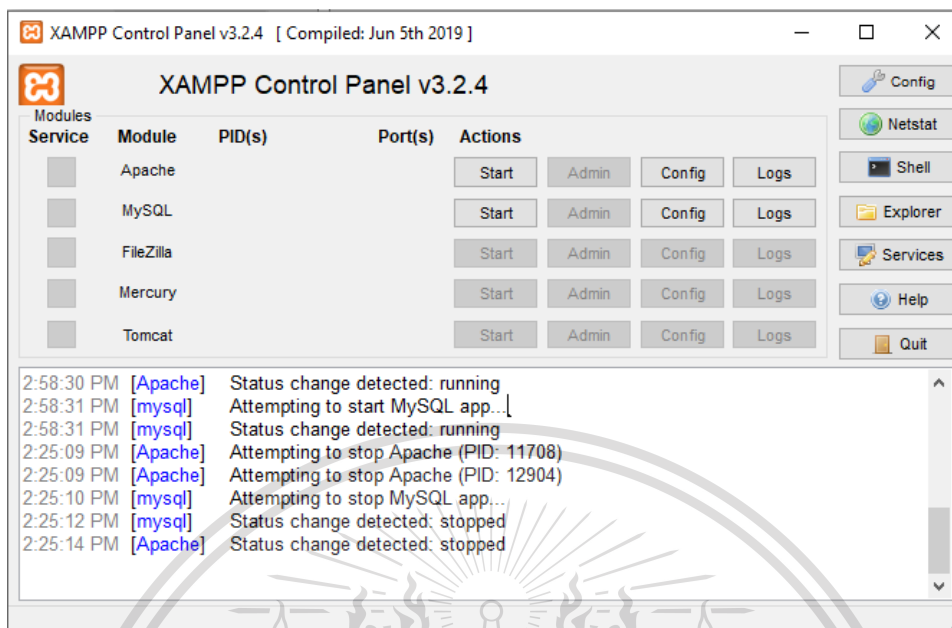 XAMPP Control Panel v3.2.4 [ Compiled: Jun 5th 2019 ]
XAMPP Control Panel v3.2.4
Config
Modules
Service Module PID(s) Port(s) Actions
Netstat
Apache Start Admin Config Logs
Shell
MySQL Start Admin Config Logs
Explorer
FileZilla Start Admin Config Logs
Services
Mercury Start Admin Config Logs
Help
Tomcat Start Admin Config Logs
Quit
2:58:30 PM [Apache] Status change detected: running
2:58:31 PM [mysql] Attempting to start MySQL app...
2:58:31 PM [mysql] Status change detected: running
2:25:09 PM [Apache] Attempting to stop Apache (PID: 11708)
2:25:09 PM [Apache] Attempting to stop Apache (PID: 12904)
2:25:10 PM [mysql] Attempting to stop MySQL app...
2:25:12 PM [mysql] Status change detected: stopped
2:25:14 PM [Apache] Status change detected: stopped